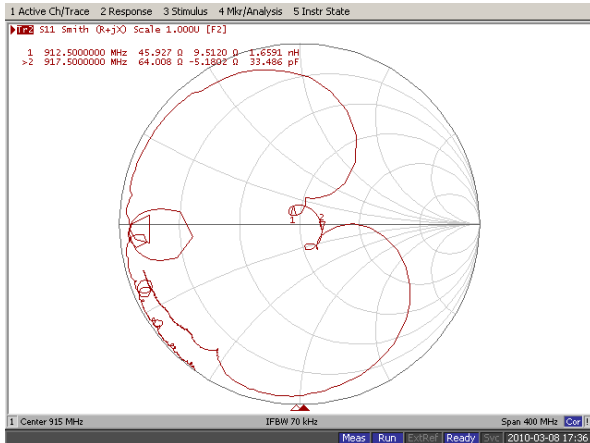 1 Active Ch/Trace 2 Response 3 Stimulus 4 Mkr/Analysis 5 Instr State
Tr2 S11 Smith (R+jX) Scale 1.000U [F2]
1 912.5000000 MHz 45.927 Ω 9.5120 Ω 1.6591 nH
>2 917.5000000 MHz 64.008 Ω -5.1802 Ω 33.486 pF
1 2
1 Center 915 MHz IFBW 70 kHz Span 400 MHz Cor !
Meas Run ExtRef Ready Svc 2010-03-08 17:36